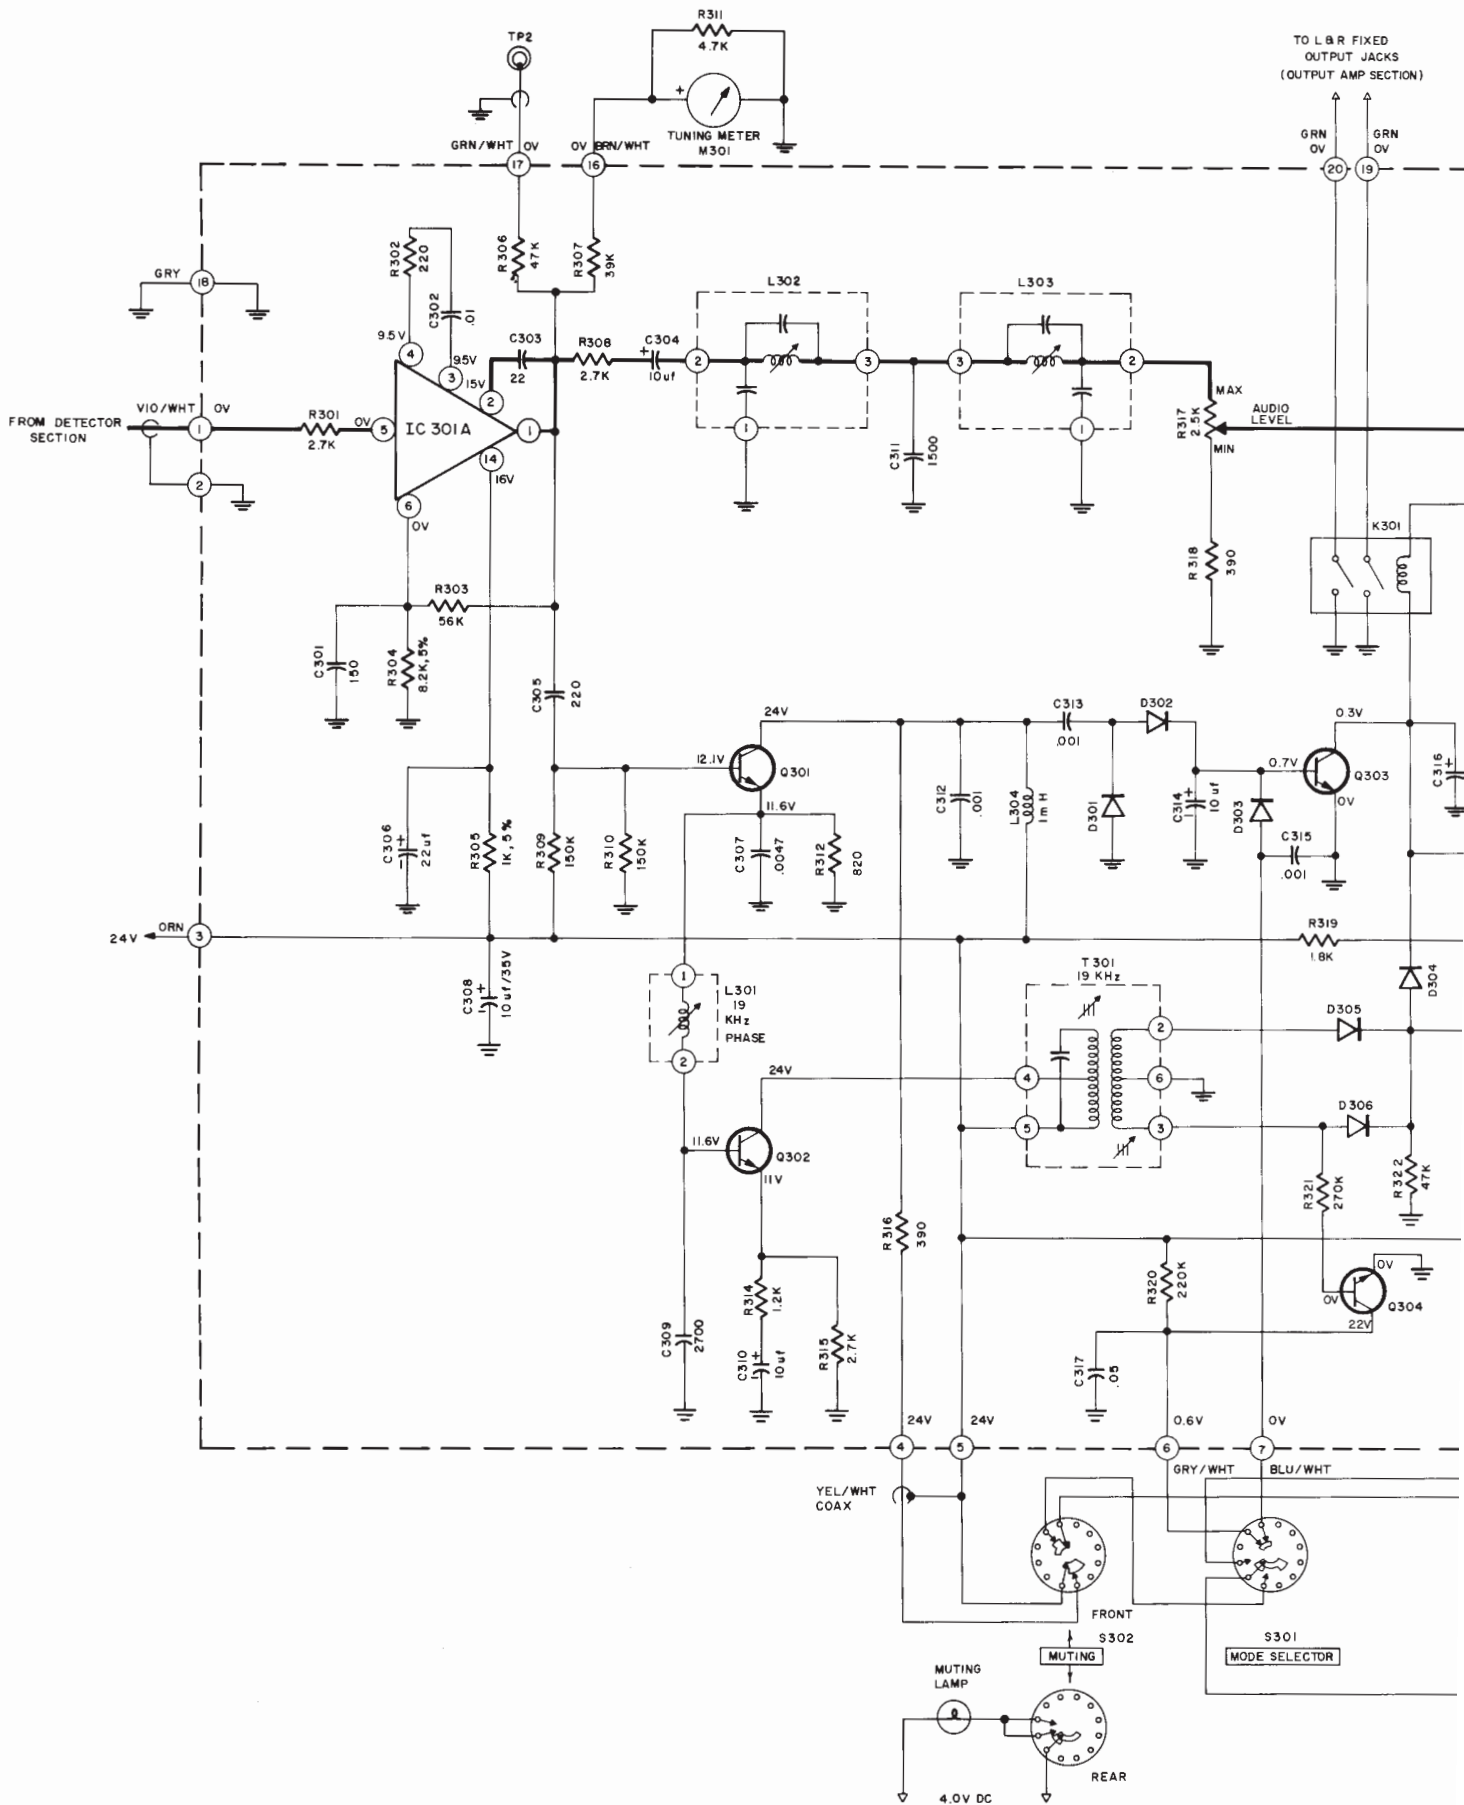 R311
4.7K
TP2
+
TUNING METER
M301
TO L & R FIXED
OUTPUT JACKS
(OUTPUT AMP SECTION)
GRN/WHT
0V
0V
BRN/WHT
GRN
0V
GRN
0V
17
16
20
19
R302
220
R306
47K
R307
39K
GRY
18
C302
.01
L302
L303
9.5V
4
9.5V
3
15V
2
C303
22
R308
2.7K
+
C304
10uf
2
3
3
2
MAX
R317
2.5K
AUDIO
LEVEL
MIN
FROM DETECTOR
SECTION
VIO/WHT
0V
1
R301
2.7K
0V
5
IC 301A
1
1
1
C311
1500
14
16V
2
6
0V
K301
R318
390
R303
56K
C301
150
R304
8.2K, 5%
C305
220
24V
C313
.001
D302
0.3V
12.1V
Q301
0.7V
Q303
C316
+
11.6V
C312
.001
L304
1mH
D301
C314
+
10uf
D303
0V
C306
+
22uf
R305
1K, 5%
R309
150K
R310
150K
C307
.0047
R312
820
C315
.001
24V
ORN
3
R319
1.8K
C308
+
10uf/35V
1
L301
19
KHz
PHASE
2
T301
19 KHz
D304
2
D305
24V
4
6
5
3
D306
11.6V
Q302
11V
R321
270K
R322
47K
R316
390
R320
220K
0V
0V
Q304
22V
R314
1.2K
C309
2700
C310
+
10uf
R315
2.7K
C317
.05
24V
24V
0.6V
0V
4
5
6
7
GRY/WHT
BLU/WHT
YEL/WHT
COAX
FRONT
S302
MUTING
S301
MODE SELECTOR
MUTING
LAMP
REAR
4.0V DC